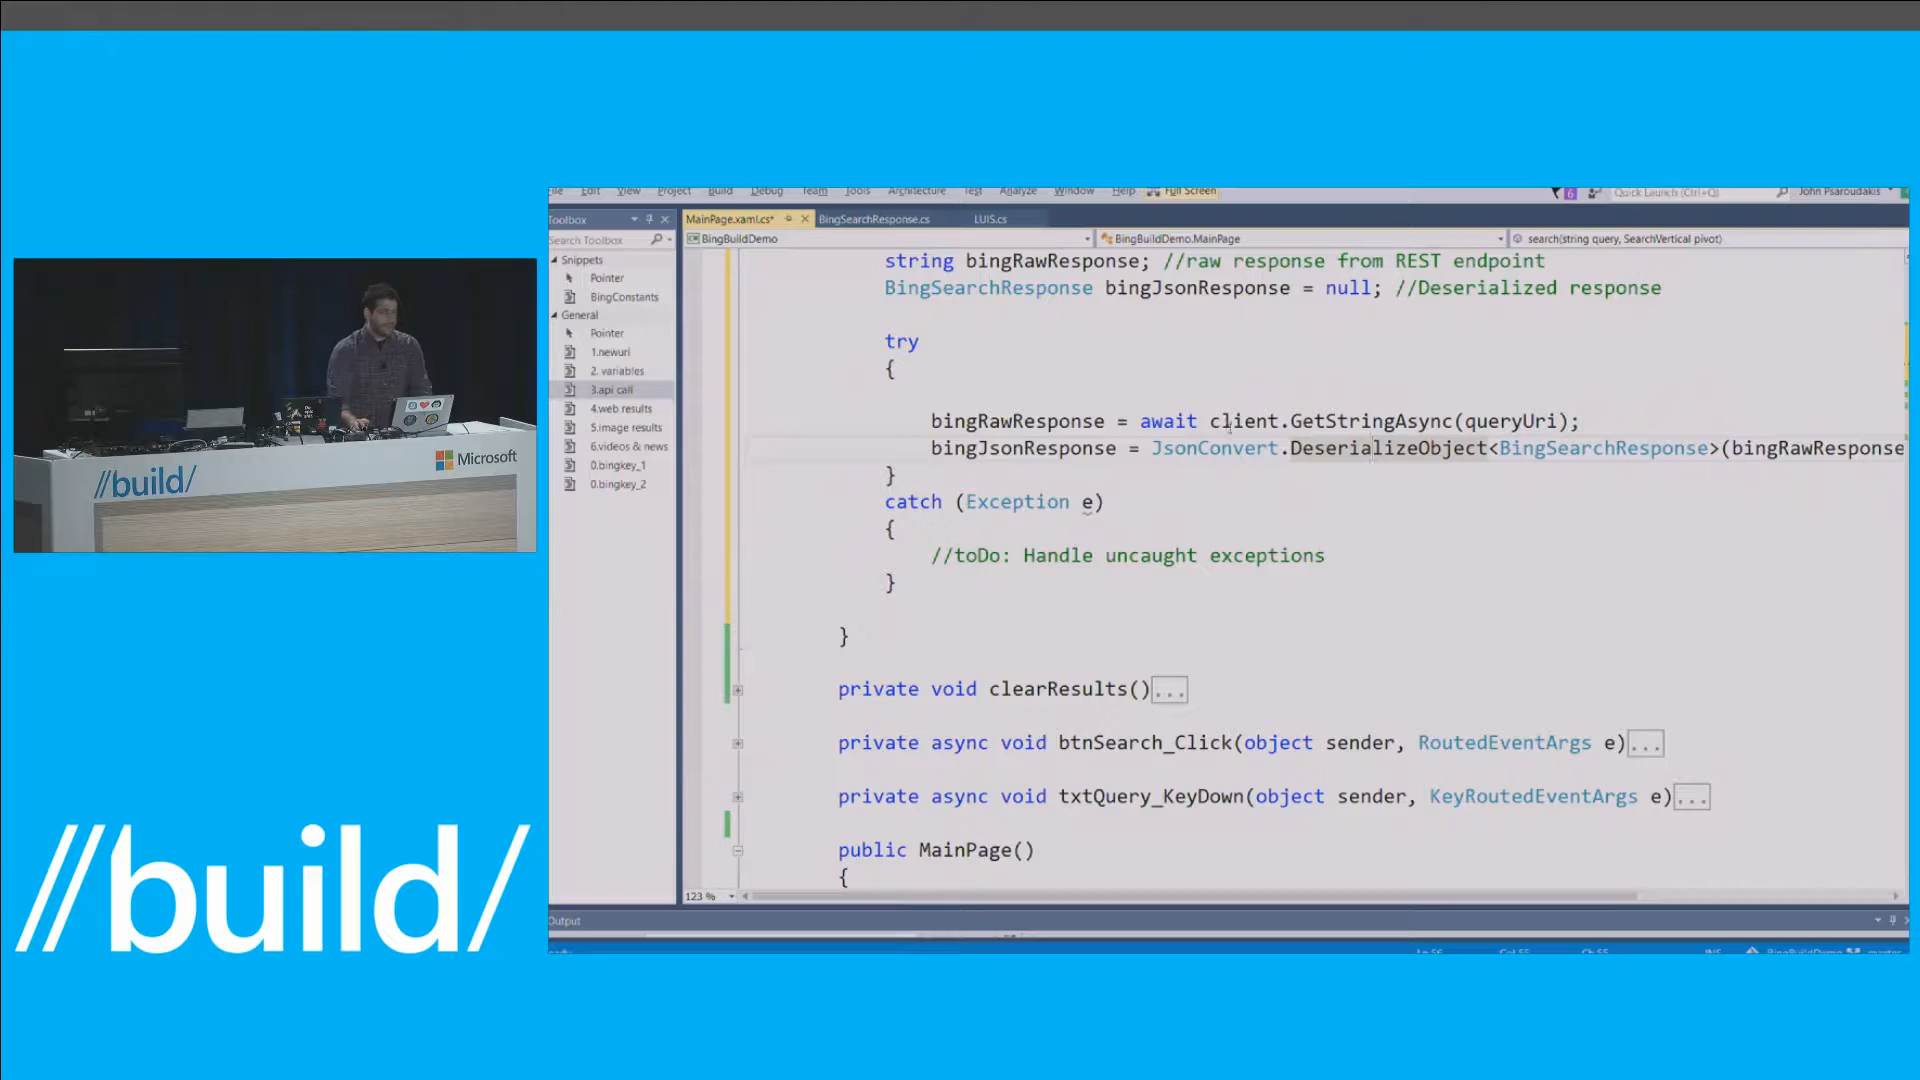 File Edit View Project Build Debug Team Tools Architecture Test Analyze Window Help Full Screen
6 Quick Launch (Ctrl+Q) John Psaroudakis
Toolbox
MainPage.xaml.cs* BingSearchResponse.cs LUIS.cs
Search Toolbox
BingBuildDemo BingBuildDemo.MainPage search(string query, SearchVertical pivot)
Snippets
Pointer
BingConstants
General
Pointer
1.newuri
2. variables
3.api call
4.web results
5.image results
6.videos & news
0.bingkey_1
0.bingkey_2
string bingRawResponse; //raw response from REST endpoint
BingSearchResponse bingJsonResponse = null; //Deserialized response
try
{
bingRawResponse = await client.GetStringAsync(queryUri);
bingJsonResponse = JsonConvert.DeserializeObject<BingSearchResponse>(bingRawResponse
}
catch (Exception e)
{
//toDo: Handle uncaught exceptions
}
}
private void clearResults()...
private async void btnSearch_Click(object sender, RoutedEventArgs e)...
private async void txtQuery_KeyDown(object sender, KeyRoutedEventArgs e)...
public MainPage()
{
123 %
Output
//build/
Microsoft
//build/